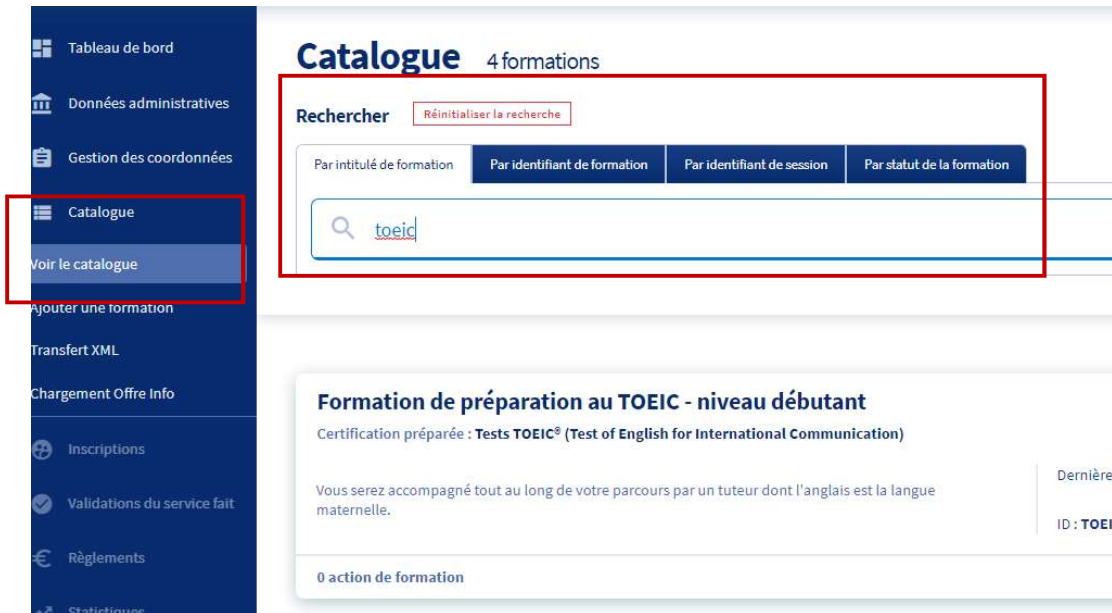 Tableau de bord
Données administratives
Gestion des coordonnées
Catalogue
Voir le catalogue
Ajouter une formation
Transfert XML
Chargement Offre Info
Inscriptions
Validations du service fait
Règlements
Statistiques
Catalogue 4 formations
Rechercher Réinitialiser la recherche
Par intitulé de formation Par identifiant de formation Par identifiant de session Par statut de la formation
toeic
Formation de préparation au TOEIC - niveau débutant
Certification préparée : Tests TOEIC® (Test of English for International Communication)
Vous serez accompagné tout au long de votre parcours par un tuteur dont l'anglais est la langue
maternelle.
Dernière
ID : TOEI
0 action de formation